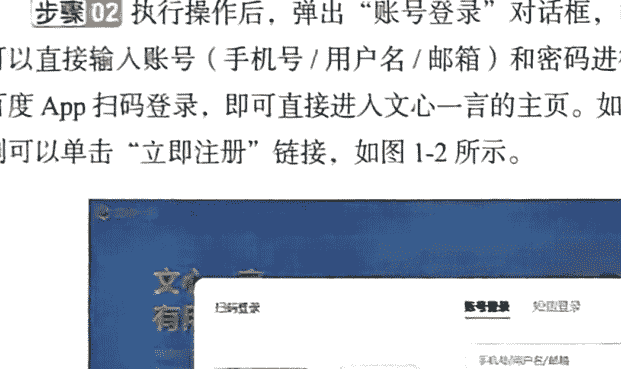 步骤02 执行操作后，弹出“账号登录”对话框，
可以直接输入账号（手机号/用户名/邮箱）和密码进行
百度 App 扫码登录，即可直接进入文心一言的主页。如
则可以单击“立即注册”链接，如图 1-2 所示。
文心一言
扫码登录 账号登录 短信登录
手机号/用户名/邮箱